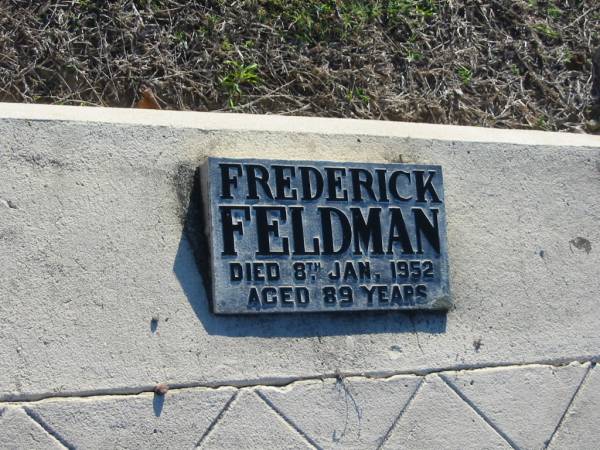 FREDERICK
FELDMAN
DIED 8TH JAN, 1952
AGED 89 YEARS